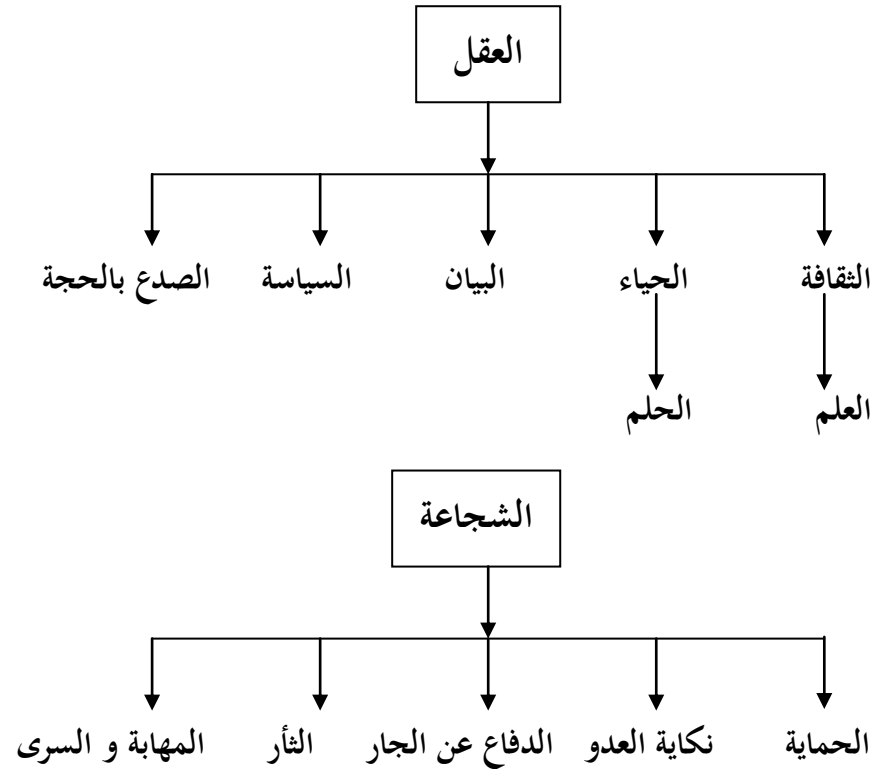 العقل
الثقافة الحياء البيان السياسة الصدع بالحجة
العلم الحلم
الشجاعة
الحماية نكاية العدو الدفاع عن الجار الثأر المهابة و السرى